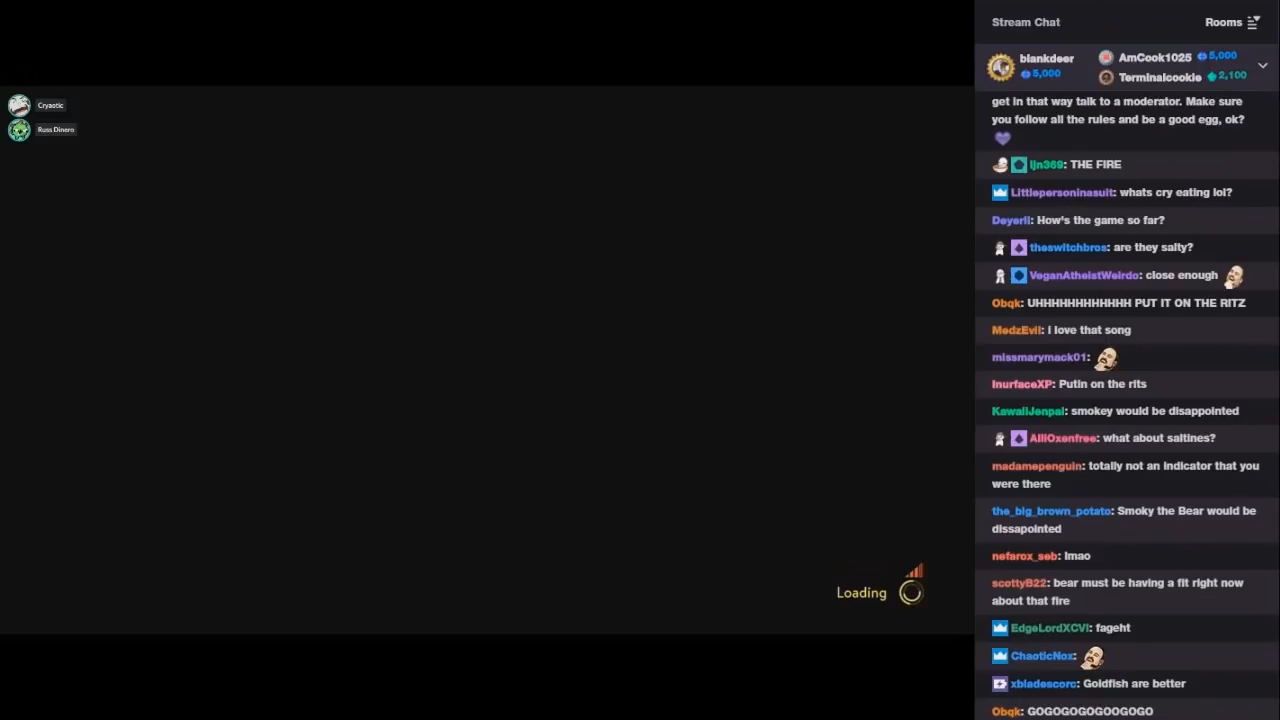 Stream Chat
Rooms
blankdeer
5,000
AmCook1025 5,000
Terminalcookie 2,100
get in that way talk to a moderator. Make sure
you follow all the rules and be a good egg, ok?
Cryaotic
Russ Dinero
ljn369: THE FIRE
Littlepersoninasuit: whats cry eating lol?
Deyerli: How's the game so far?
theswitchbros: are they salty?
VeganAtheistWeirdo: close enough
Obqk: UHHHHHHHHHHHH PUT IT ON THE RITZ
MedzEvil: I love that song
missmarymack01:
InurfaceXP: Putin on the rits
KawaiiJenpai: smokey would be disappointed
AlliOxenfree: what about saltines?
madamepenguin: totally not an indicator that you
were there
the_big_brown_potato: Smoky the Bear would be
dissapointed
nefarox_seb: lmao
scottyB22: bear must be having a fit right now
about that fire
EdgeLordXCVI: fageht
ChaoticNox:
xbladescorc: Goldfish are better
Obqk: GOGOGOGOGOOGOGO
Loading